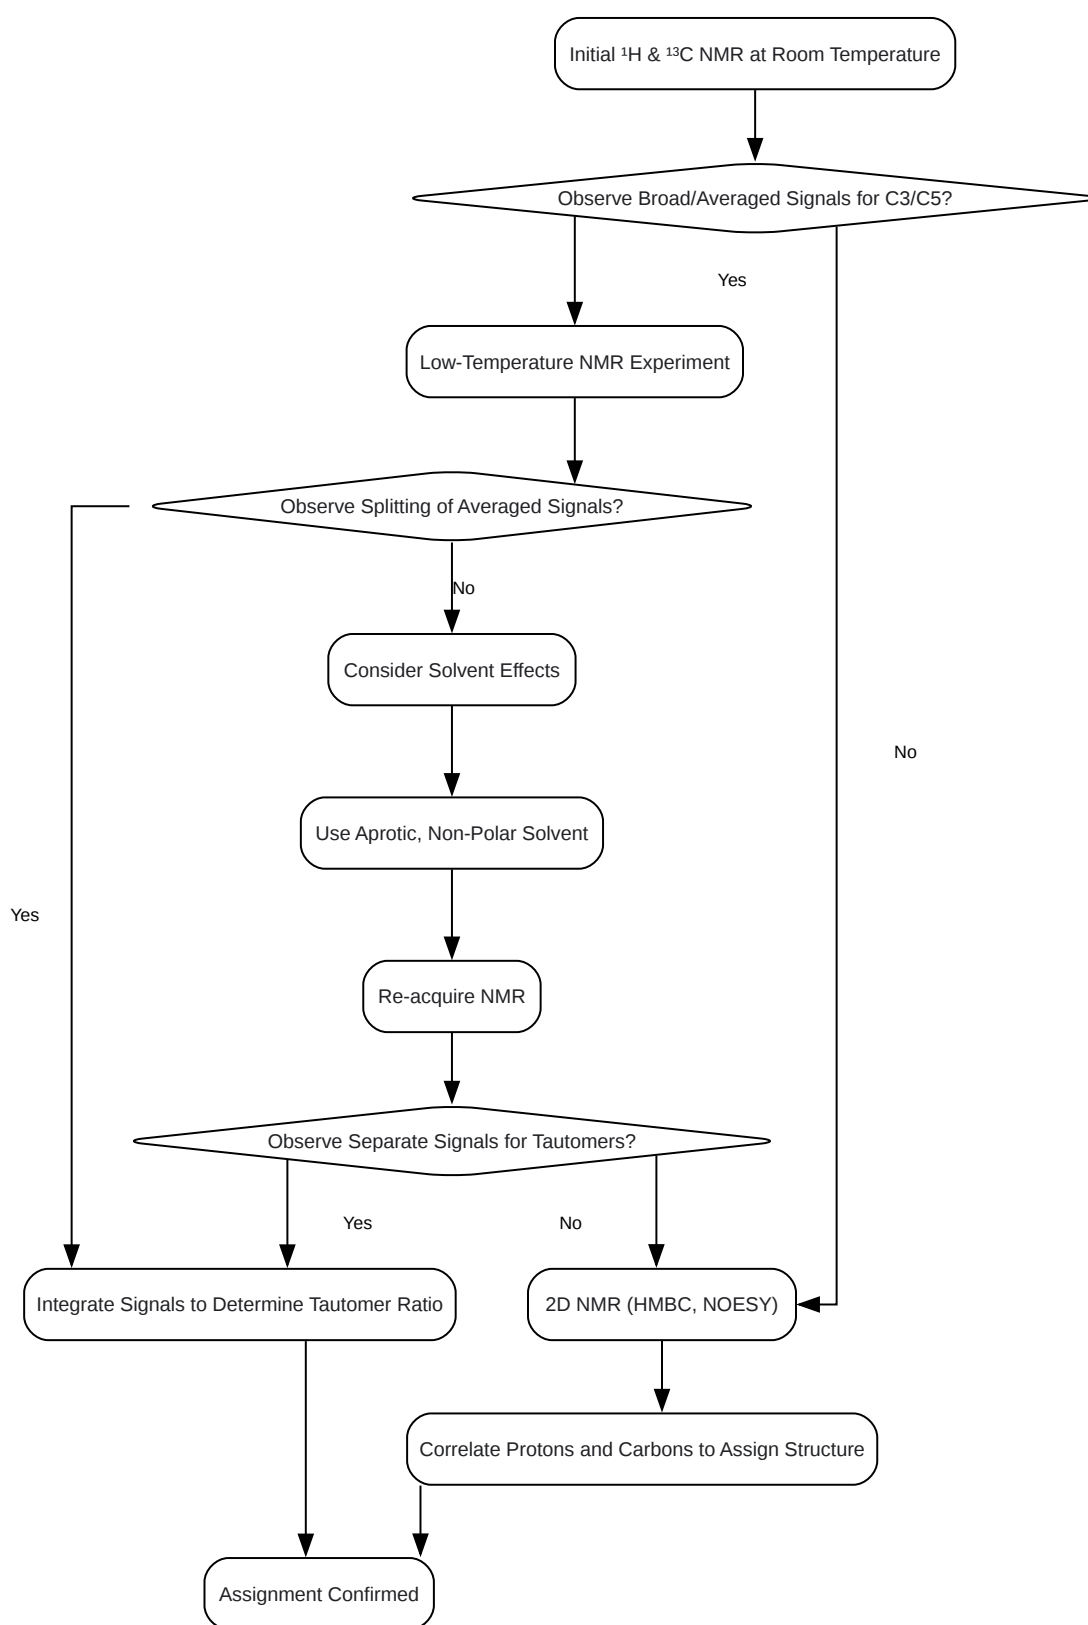 Initial ¹H & ¹³C NMR at Room Temperature
Observe Broad/Averaged Signals for C3/C5?
Yes
Low-Temperature NMR Experiment
Observe Splitting of Averaged Signals?
No
Consider Solvent Effects
No
Use Aprotic, Non-Polar Solvent
Yes
Re-acquire NMR
Observe Separate Signals for Tautomers?
Yes
No
Integrate Signals to Determine Tautomer Ratio
2D NMR (HMBC, NOESY)
Correlate Protons and Carbons to Assign Structure
Assignment Confirmed